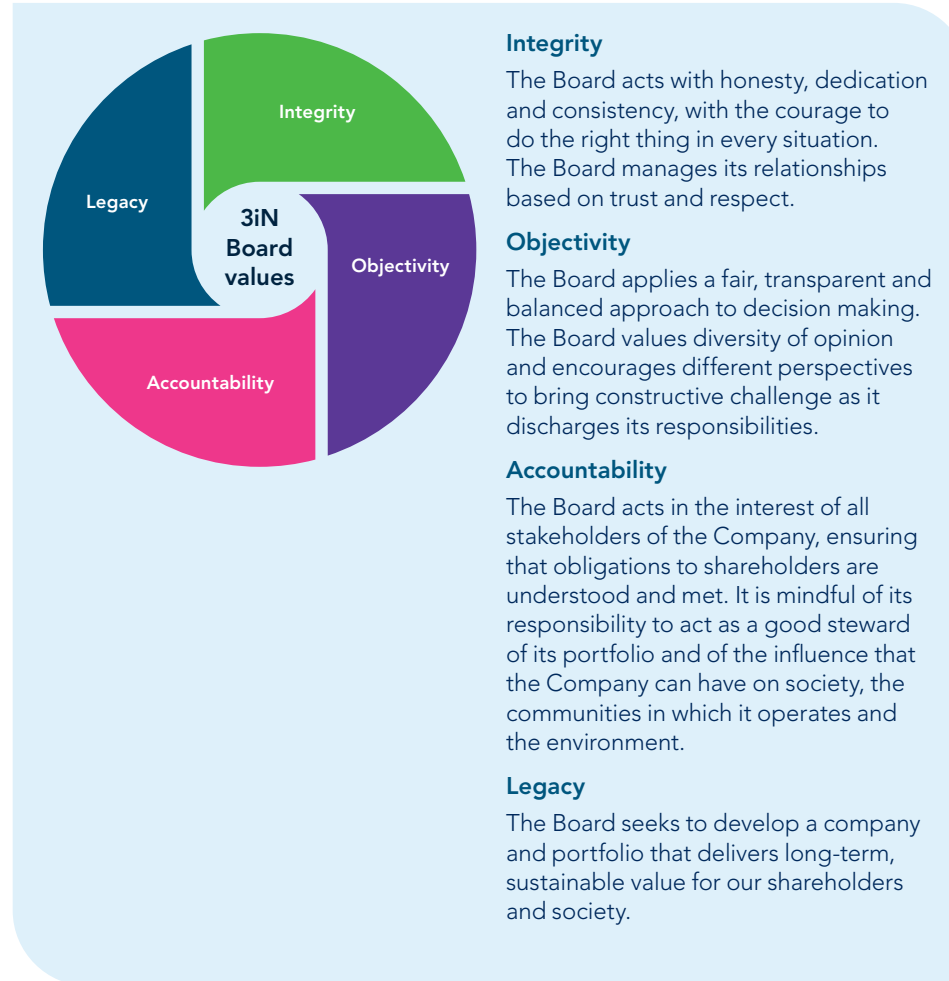 Integrity
Legacy
3iN
Board
values
Objectivity
Accountability
Integrity
The Board acts with honesty, dedication
and consistency, with the courage to
do the right thing in every situation.
The Board manages its relationships
based on trust and respect.
Objectivity
The Board applies a fair, transparent and
balanced approach to decision making.
The Board values diversity of opinion
and encourages different perspectives
to bring constructive challenge as it
discharges its responsibilities.
Accountability
The Board acts in the interest of all
stakeholders of the Company, ensuring
that obligations to shareholders are
understood and met. It is mindful of its
responsibility to act as a good steward
of its portfolio and of the influence that
the Company can have on society, the
communities in which it operates and
the environment.
Legacy
The Board seeks to develop a company
and portfolio that delivers long-term,
sustainable value for our shareholders
and society.